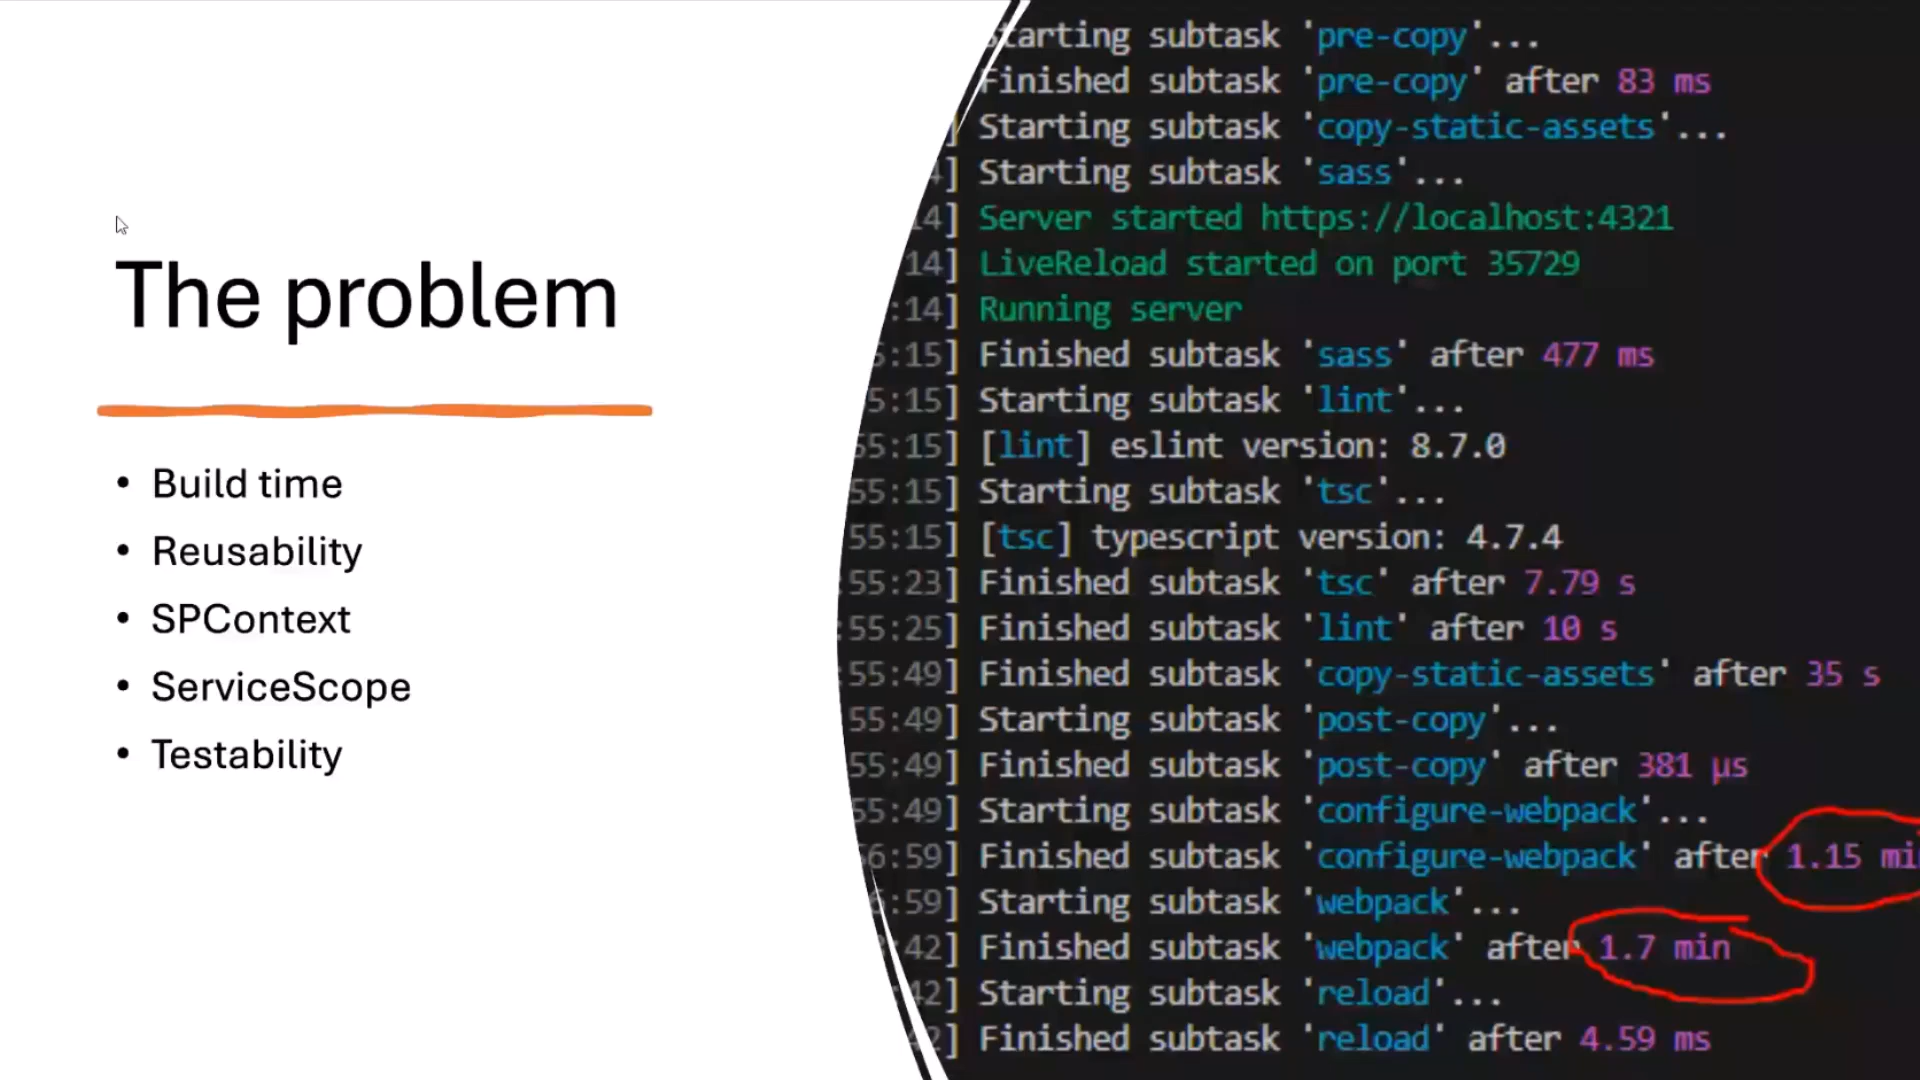 The problem
• Build time
• Reusability
• SPContext
• ServiceScope
• Testability
Starting subtask 'pre-copy'...
Finished subtask 'pre-copy' after 83 ms
] Starting subtask 'copy-static-assets'...
4] Starting subtask 'sass'...
14] Server started https://localhost:4321
14] LiveReload started on port 35729
:14] Running server
5:15] Finished subtask 'sass' after 477 ms
5:15] Starting subtask 'lint'...
55:15] [lint] eslint version: 8.7.0
55:15] Starting subtask 'tsc'...
55:15] [tsc] typescript version: 4.7.4
:55:23] Finished subtask 'tsc' after 7.79 s
:55:25] Finished subtask 'lint' after 10 s
:55:49] Finished subtask 'copy-static-assets' after 35 s
55:49] Starting subtask 'post-copy'...
55:49] Finished subtask 'post-copy' after 381 μs
55:49] Starting subtask 'configure-webpack'...
6:59] Finished subtask 'configure-webpack' after 1.15 mi
6:59] Starting subtask 'webpack'...
:42] Finished subtask 'webpack' after 1.7 min
42] Starting subtask 'reload'...
2] Finished subtask 'reload' after 4.59 ms